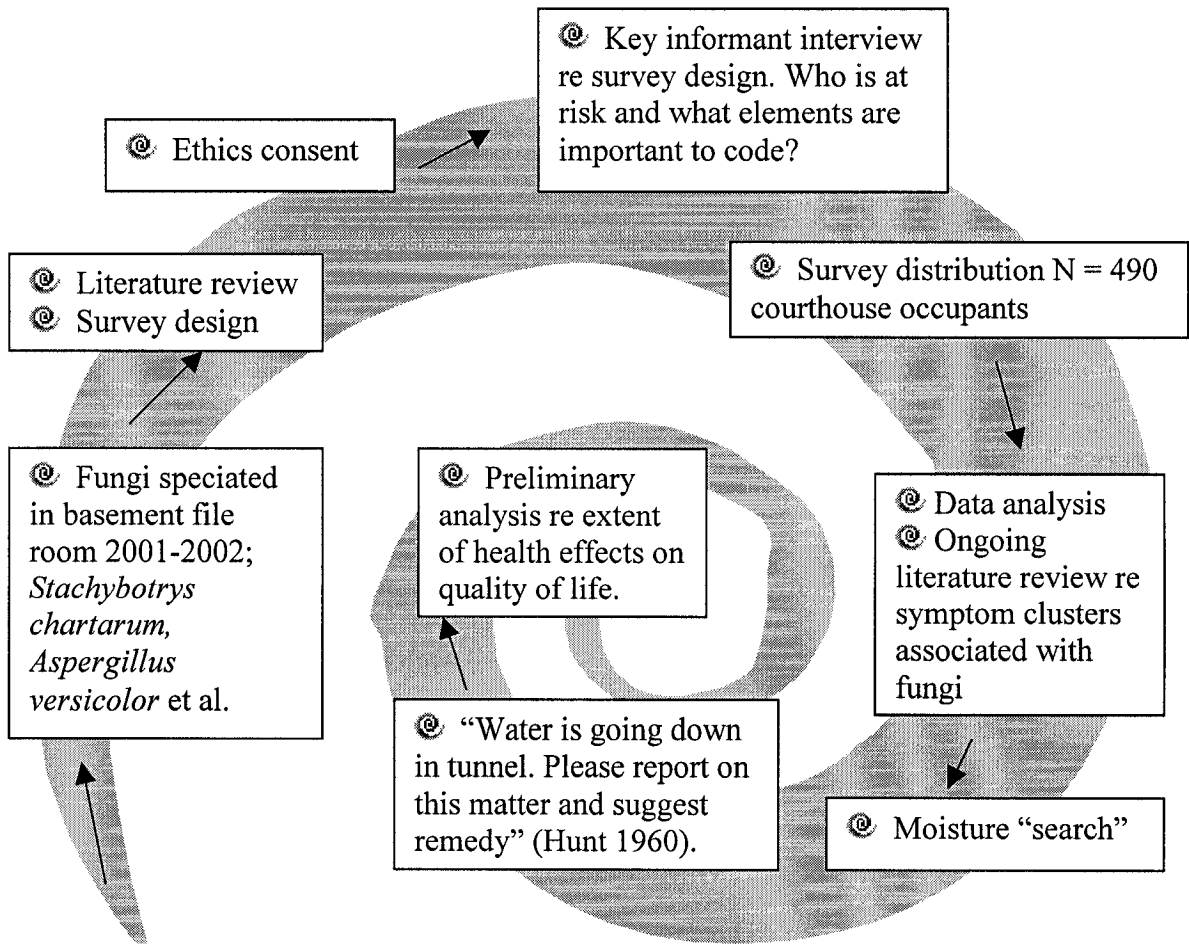 Fungi speciated
in basement file
room 2001-2002;
Stachybotrys
chartarum,
Aspergillus
versicolor et al.
Literature review
Survey design
Ethics consent
Key informant interview
re survey design. Who is at
risk and what elements are
important to code?
Survey distribution N = 490
courthouse occupants
Data analysis
Ongoing
literature review re
symptom clusters
associated with
fungi
Moisture “search”
“Water is going down
in tunnel. Please report on
this matter and suggest
remedy” (Hunt 1960).
Preliminary
analysis re extent
of health effects on
quality of life.